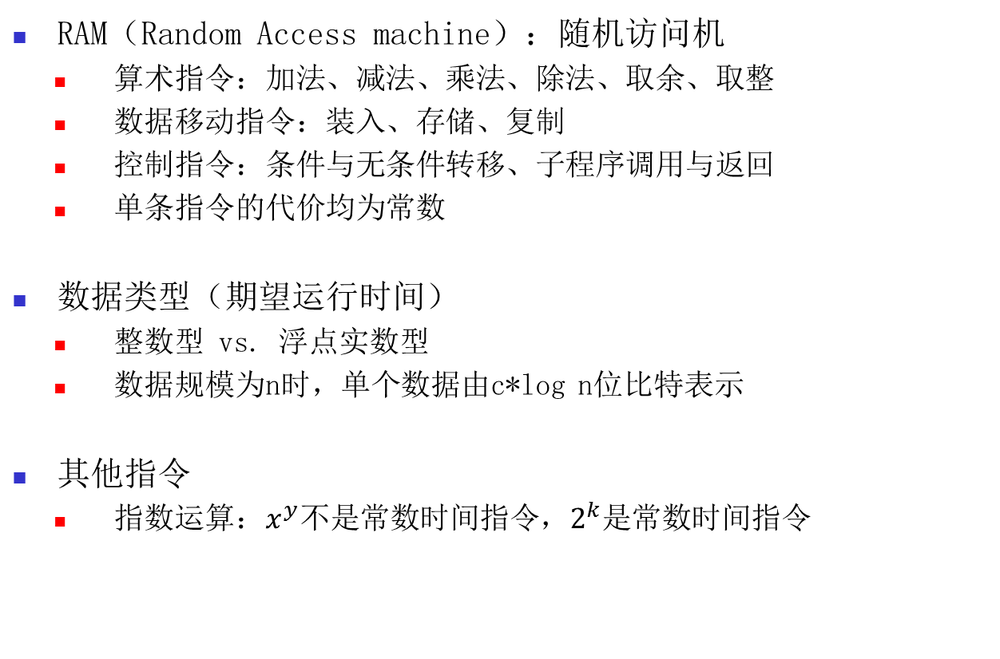 RAM（Random Access machine）：随机访问机
算术指令：加法、减法、乘法、除法、取余、取整
数据移动指令：装入、存储、复制
控制指令：条件与无条件转移、子程序调用与返回
单条指令的代价均为常数
数据类型（期望运行时间）
整数型 vs. 浮点实数型
数据规模为n时，单个数据由c*log n位比特表示
其他指令
指数运算：𝑥^𝑦不是常数时间指令，2^𝑘是常数时间指令